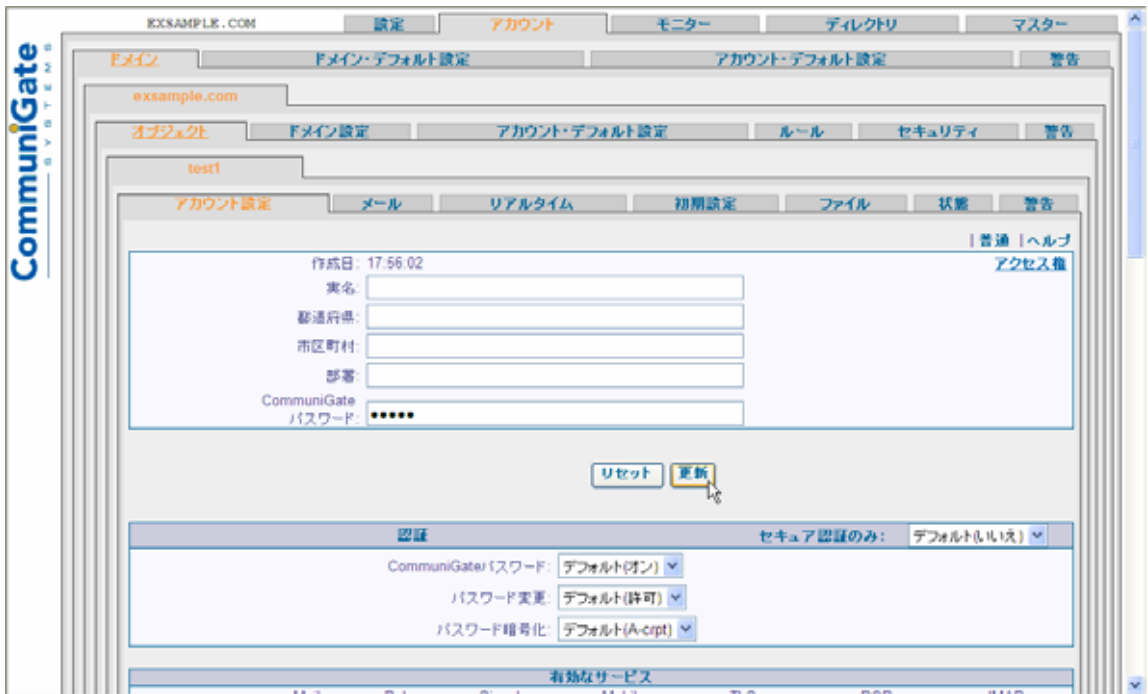 EXSAMPLE.COM 設定 アカウント モニター ディレクトリ マスター
ドメイン ドメイン・デフォルト設定 アカウント・デフォルト設定 警告
exsample.com
オブジェクト ドメイン設定 アカウント・デフォルト設定 ルール セキュリティ 警告
test1
アカウント設定 メール リアルタイム 初期設定 ファイル 状態 警告
|普通 |ヘルプ
作成日: 17:56:02 アクセス権
実名:
都道府県:
市区町村:
部署:
CommuniGate
パスワード: •••••
リセット 更新
認証 セキュア認証のみ: デフォルト(いいえ)
CommuniGateパスワード: デフォルト(オン)
パスワード変更: デフォルト(許可)
パスワード暗号化: デフォルト(A-crpt)
有効なサービス
CommuniGate
SYSTEMS